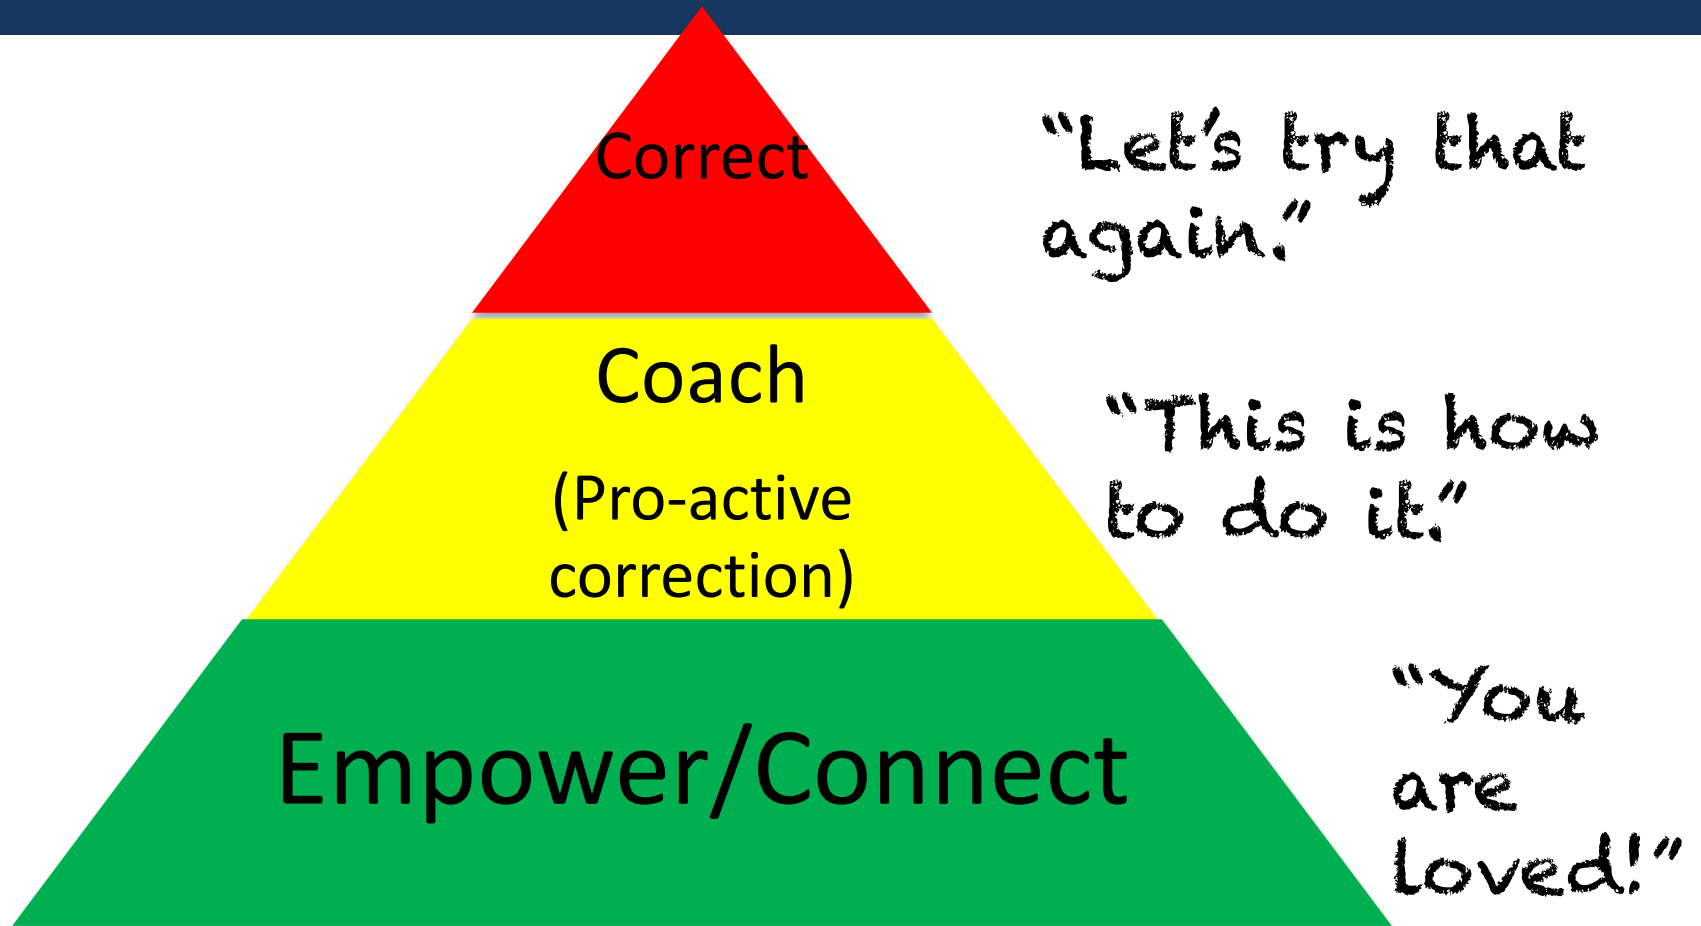 Correct
“Let’s try that
again.”
Coach
(Pro-active
correction)
“This is how
to do it.”
Empower/Connect
“You
are
loved!”